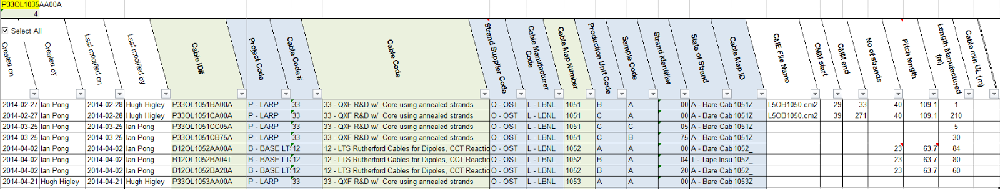 P33OL1035AA00A
4
Select All
Created on Created by Last modified on Last modified by Cable ID# Project Code Cable Code # Cable Code Strand Supplier Code Cable Manufacturer Code Cable Map Number Production Unit Code Sample Code Strand Identifier State of Strand Cable Map ID CME File Name CMM start CMM end No of strands Pitch length Length Manufactured (m) Cable min UL (m)
2014-02-27 Ian Pong 2014-02-28 Hugh Higley P33OL1051BA00A P - LARP 33 33 - QXF R&D w/ Core using annealed strands O - OST L - LBNL 1051 B A 00 A - Bare Cab 1051Z L5OB1050.cm2 29 33 40 109.1 1
2014-02-27 Ian Pong 2014-02-28 Hugh Higley P33OL1051CA00A P - LARP 33 33 - QXF R&D w/ Core using annealed strands O - OST L - LBNL 1051 C A 00 A - Bare Cab 1051Z L5OB1050.cm2 39 271 40 109.1 210
2014-03-25 Ian Pong 2014-03-25 Ian Pong P33OL1051CC05A P - LARP 33 33 - QXF R&D w/ Core using annealed strands O - OST L - LBNL 1051 C C 05 A - Bare Cab 1051Z 5
2014-03-25 Ian Pong 2014-03-25 Ian Pong P33OL1051CB75A P - LARP 33 33 - QXF R&D w/ Core using annealed strands O - OST L - LBNL 1051 C B 75 A - Bare Cab 1051Z 30
2014-04-02 Ian Pong 2014-04-02 Ian Pong B12OL1052AA00A B - BASE LTS 12 12 - LTS Rutherford Cables for Dipoles, CCT Reactio O - OST L - LBNL 1052 A A 00 A - Bare Cab 1052_ 23 63.7 84
2014-04-02 Ian Pong 2014-04-02 Ian Pong B12OL1052BA04T B - BASE LTS 12 12 - LTS Rutherford Cables for Dipoles, CCT Reactio O - OST L - LBNL 1052 B A 04 T - Tape Insu 1052_ 23 63.7 80
2014-04-02 Ian Pong 2014-04-02 Ian Pong B12OL1052BA20A B - BASE LTS 12 12 - LTS Rutherford Cables for Dipoles, CCT Reactio O - OST L - LBNL 1052 B A 20 A - Bare Cab 1052_ 23 63.7 60
2014-04-21 Hugh Higley 2014-04-21 Hugh Higley P33OL1053AA00A P - LARP 33 33 - QXF R&D w/ Core using annealed strands O - OST L - LBNL 1053 A A 00 A - Bare Cab 1053Z